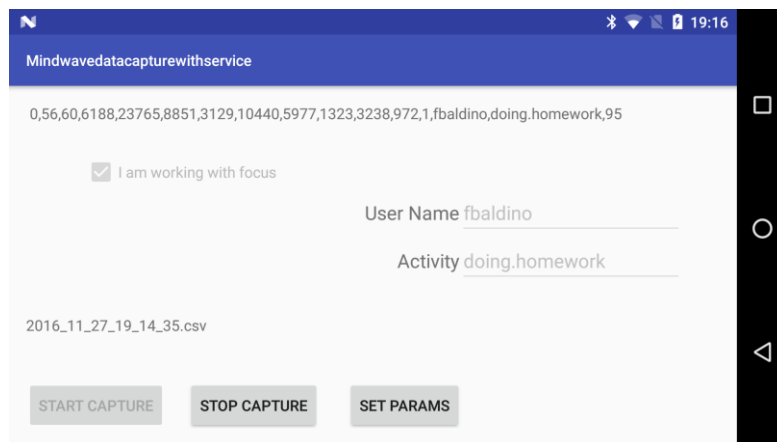 19:16
Mindwavedatacapturewithservice
0,56,60,6188,23765,8851,3129,10440,5977,1323,3238,972,1,fbaldino,doing.homework,95
I am working with focus
User Name fbaldino
Activity doing.homework
2016_11_27_19_14_35.csv
START CAPTURE STOP CAPTURE SET PARAMS